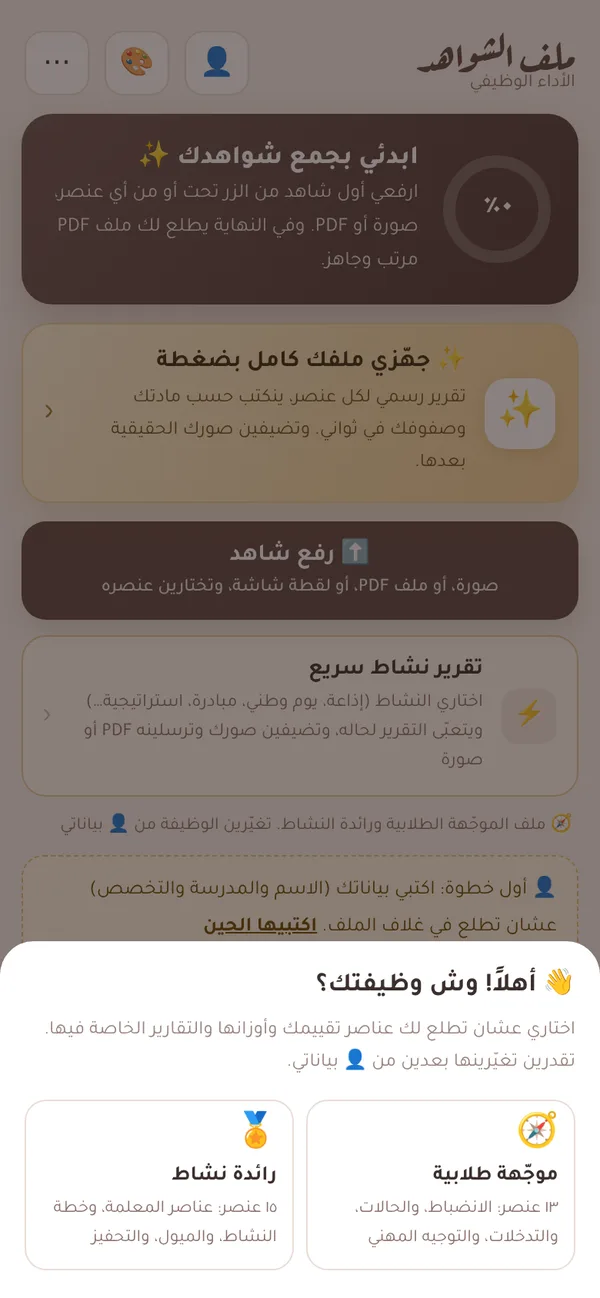 ملف الشواهد
الأداء الوظيفي
ابدئي بجمع شواهدك ✨
ارفعي أول شاهد من الزر تحت أو من أي عنصر،
صورة أو PDF. وفي النهاية يطلع لك ملف PDF
مرتب وجاهز.
٠٪
✨ جهّزي ملفك كامل بضغطة
تقرير رسمي لكل عنصر، ينكتب حسب مادتك
وصفوفك في ثواني. وتضيفين صورك الحقيقية
بعدها.
⬆️ رفع شاهد
صورة، أو ملف PDF، أو لقطة شاشة، وتختارين عنصره
تقرير نشاط سريع
اختاري النشاط (إذاعة، يوم وطني، مبادرة، استراتيجية…)
ويتعبّى التقرير لحاله، وتضيفين صورك وترسلينه PDF أو
صورة
🧭 ملف الموجّهة الطلابية ورائدة النشاط. تغيّرين الوظيفة من 👤 بياناتي
👤 أول خطوة: اكتبي بياناتك (الاسم والمدرسة والتخصص)
عشان تطلع في غلاف الملف. اكتبيها الحين
👋 أهلاً! وش وظيفتك؟
اختاري عشان تطلع لك عناصر تقييمك وأوزانها والتقارير الخاصة فيها.
تقدرين تغيّرينها بعدين من 👤 بياناتي.
موجّهة طلابية
١٣ عنصر: الانضباط، والحالات،
والتدخلات، والتوجيه المهني
رائدة نشاط
١٥ عنصر: عناصر المعلمة، وخطة
النشاط، والميول، والتحفيز